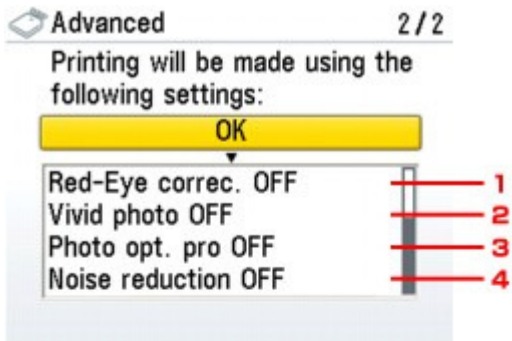 Advanced 2/2
Printing will be made using the
following settings:
OK
Red-Eye correc. OFF 1
Vivid photo OFF 2
Photo opt. pro OFF 3
Noise reduction OFF 4